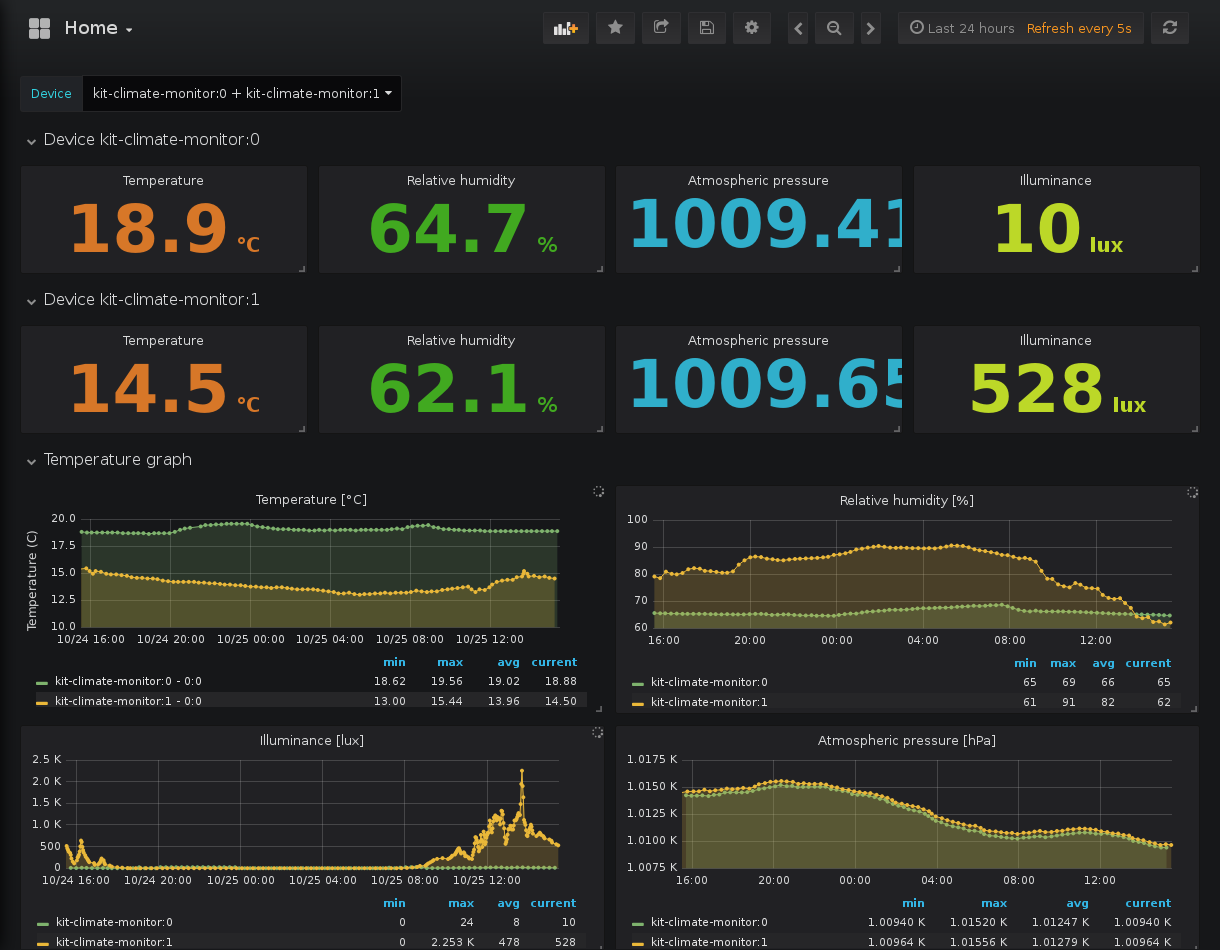 Home
Last 24 hours Refresh every 5s
Device kit-climate-monitor:0 + kit-climate-monitor:1
Device kit-climate-monitor:0
Temperature
18.9 °C
Relative humidity
64.7 %
Atmospheric pressure
1009.41
Illuminance
10 lux
Device kit-climate-monitor:1
Temperature
14.5 °C
Relative humidity
62.1 %
Atmospheric pressure
1009.65
Illuminance
528 lux
Temperature graph
Temperature [°C]
Temperature (C)
20.0
17.5
15.0
12.5
10.0
10/24 16:00 10/24 20:00 10/25 00:00 10/25 04:00 10/25 08:00 10/25 12:00
min max avg current
kit-climate-monitor:0 - 0:0 18.62 19.56 19.02 18.88
kit-climate-monitor:1 - 0:0 13.00 15.44 13.96 14.50
Relative humidity [%]
100
90
80
70
60
16:00 20:00 00:00 04:00 08:00 12:00
min max avg current
kit-climate-monitor:0 65 69 66 65
kit-climate-monitor:1 61 91 82 62
Illuminance [lux]
2.5 K
2.0 K
1.5 K
1.0 K
500
0
10/24 16:00 10/24 20:00 10/25 00:00 10/25 04:00 10/25 08:00 10/25 12:00
min max avg current
kit-climate-monitor:0 0 24 8 10
kit-climate-monitor:1 0 2.253 K 478 528
Atmospheric pressure [hPa]
1.0175 K
1.0150 K
1.0125 K
1.0100 K
1.0075 K
16:00 20:00 00:00 04:00 08:00 12:00
min max avg current
kit-climate-monitor:0 1.00940 K 1.01520 K 1.01247 K 1.00940 K
kit-climate-monitor:1 1.00964 K 1.01556 K 1.01279 K 1.00964 K